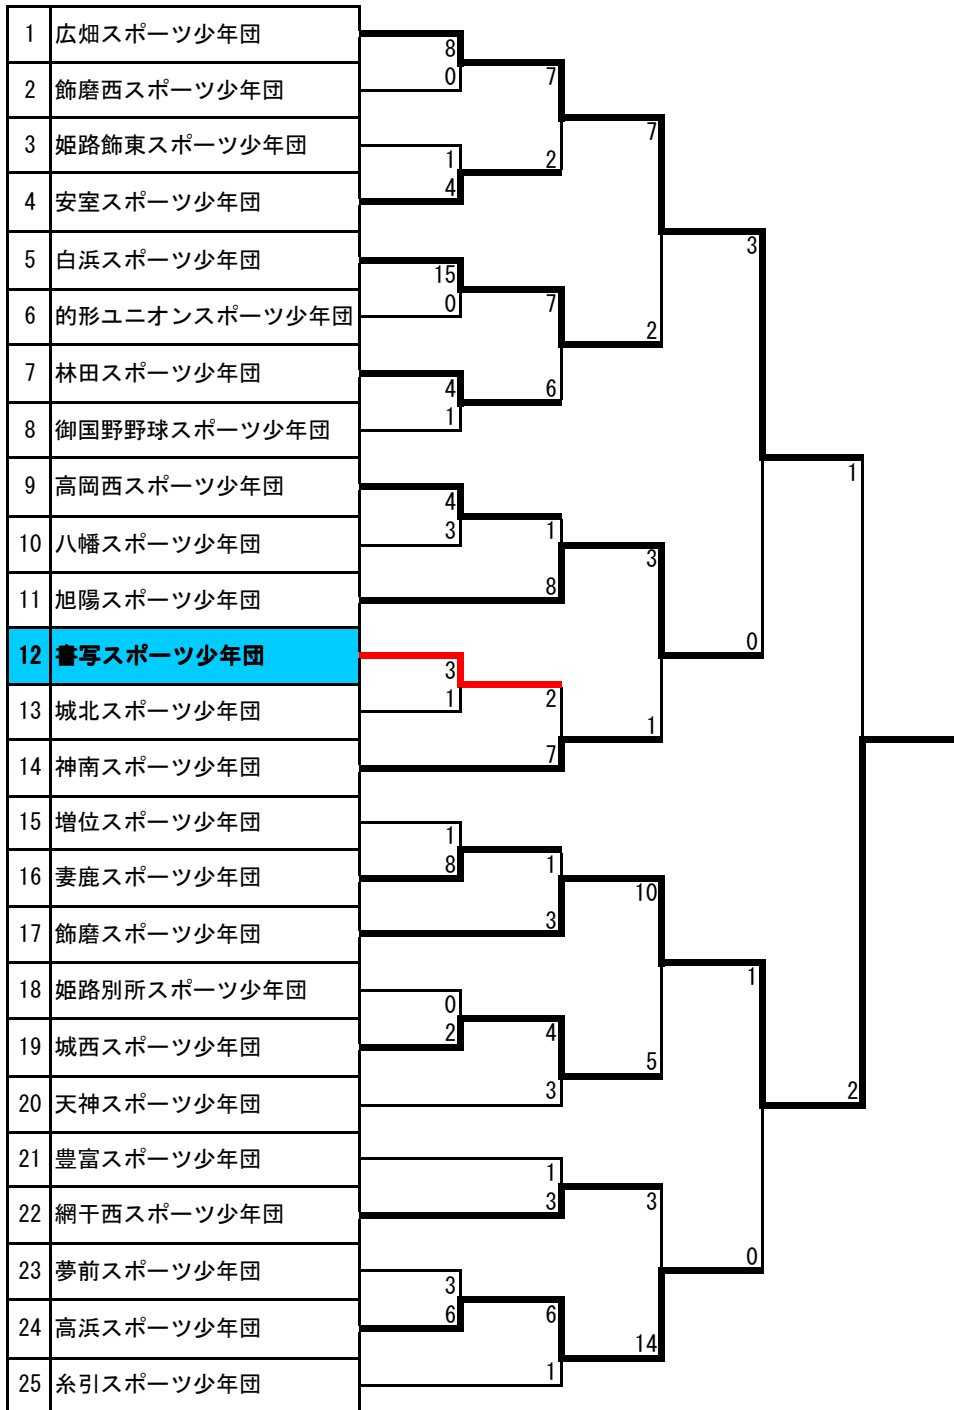 1 広畑スポーツ少年団
8
2 飾磨西スポーツ少年団
0
7
3 姫路飾東スポーツ少年団
1
2
7
4 安室スポーツ少年団
4
5 白浜スポーツ少年団
15
3
6 的形ユニオンスポーツ少年団
0
7
2
7 林田スポーツ少年団
4
6
8 御国野野球スポーツ少年団
1
9 高岡西スポーツ少年団
4
1
10 八幡スポーツ少年団
3
1
3
11 旭陽スポーツ少年団
8
12 書写スポーツ少年団
3
0
13 城北スポーツ少年団
1
2
1
14 神南スポーツ少年団
7
15 増位スポーツ少年団
1
16 妻鹿スポーツ少年団
8
1
10
17 飾磨スポーツ少年団
3
18 姫路別所スポーツ少年団
0
1
19 城西スポーツ少年団
2
4
5
20 天神スポーツ少年団
3
2
21 豊富スポーツ少年団
1
22 網干西スポーツ少年団
3
3
23 夢前スポーツ少年団
3
0
24 高浜スポーツ少年団
6
6
14
25 糸引スポーツ少年団
1